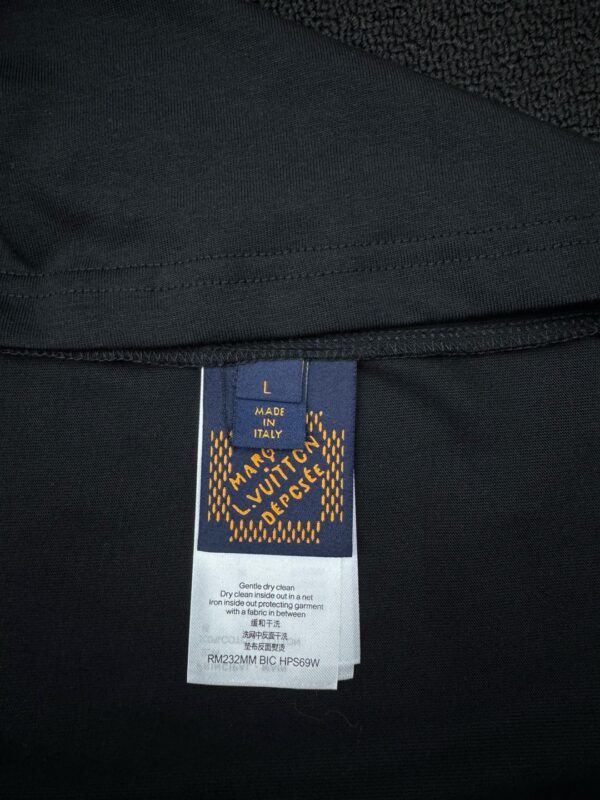 L
MADE
IN
ITALY
MARQ
L.VUITTON
DÉPOSÉE
Gentle dry clean
Dry clean inside out in a net
Iron inside out protecting garment
with a fabric in between
缓和干洗
洗网中反面干洗
垫布反面熨烫
RM232MM BIC HPS69W